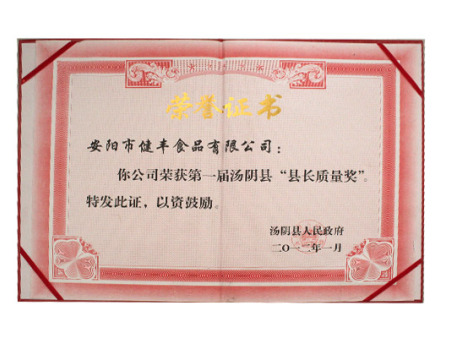 荣誉证书
安阳市健丰食品有限公司：
你公司荣获第一届汤阴县“县长质量奖”。
特发此证，以资鼓励。
汤阴县人民政府
二〇一二年一月